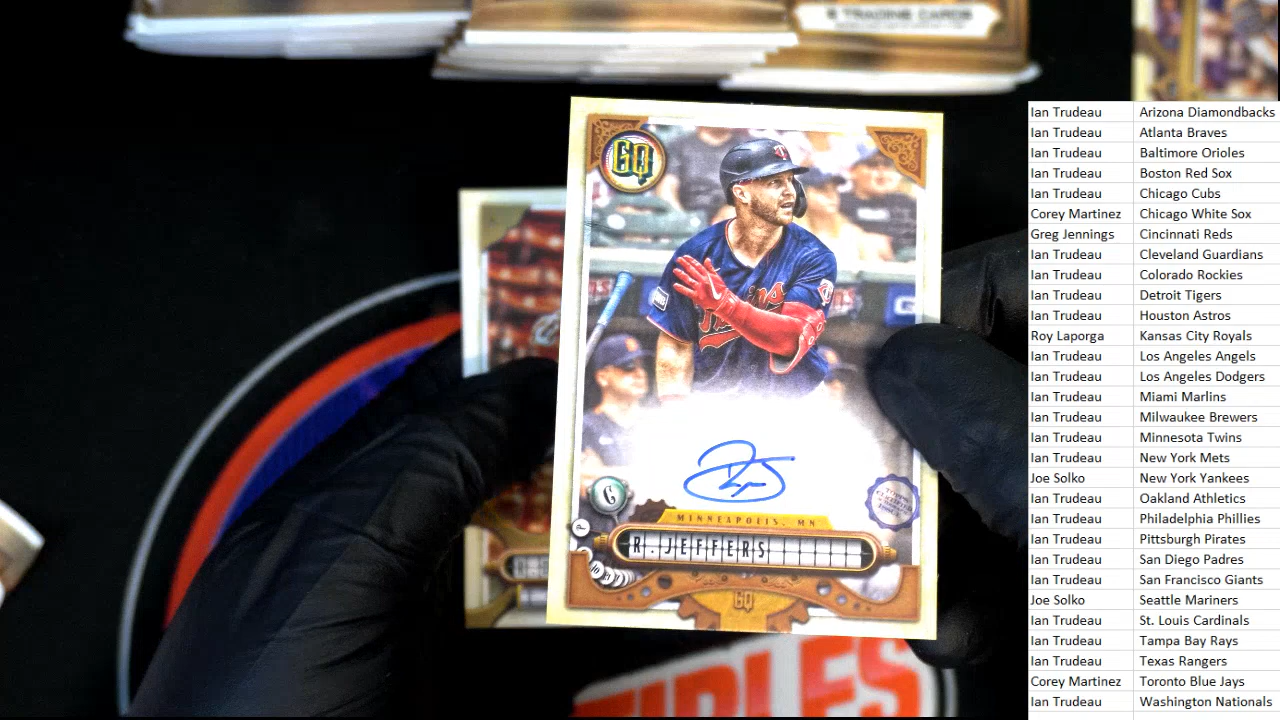 6 TRADING CARDS
GQ
Twins
G
MINNEAPOLIS, MN
R. JEFFERS
GQ
Ian Trudeau Arizona Diamondbacks
Ian Trudeau Atlanta Braves
Ian Trudeau Baltimore Orioles
Ian Trudeau Boston Red Sox
Ian Trudeau Chicago Cubs
Corey Martinez Chicago White Sox
Greg Jennings Cincinnati Reds
Ian Trudeau Cleveland Guardians
Ian Trudeau Colorado Rockies
Ian Trudeau Detroit Tigers
Ian Trudeau Houston Astros
Roy Laporga Kansas City Royals
Ian Trudeau Los Angeles Angels
Ian Trudeau Los Angeles Dodgers
Ian Trudeau Miami Marlins
Ian Trudeau Milwaukee Brewers
Ian Trudeau Minnesota Twins
Ian Trudeau New York Mets
Joe Solko New York Yankees
Ian Trudeau Oakland Athletics
Ian Trudeau Philadelphia Phillies
Ian Trudeau Pittsburgh Pirates
Ian Trudeau San Diego Padres
Ian Trudeau San Francisco Giants
Joe Solko Seattle Mariners
Ian Trudeau St. Louis Cardinals
Ian Trudeau Tampa Bay Rays
Ian Trudeau Texas Rangers
Corey Martinez Toronto Blue Jays
Ian Trudeau Washington Nationals